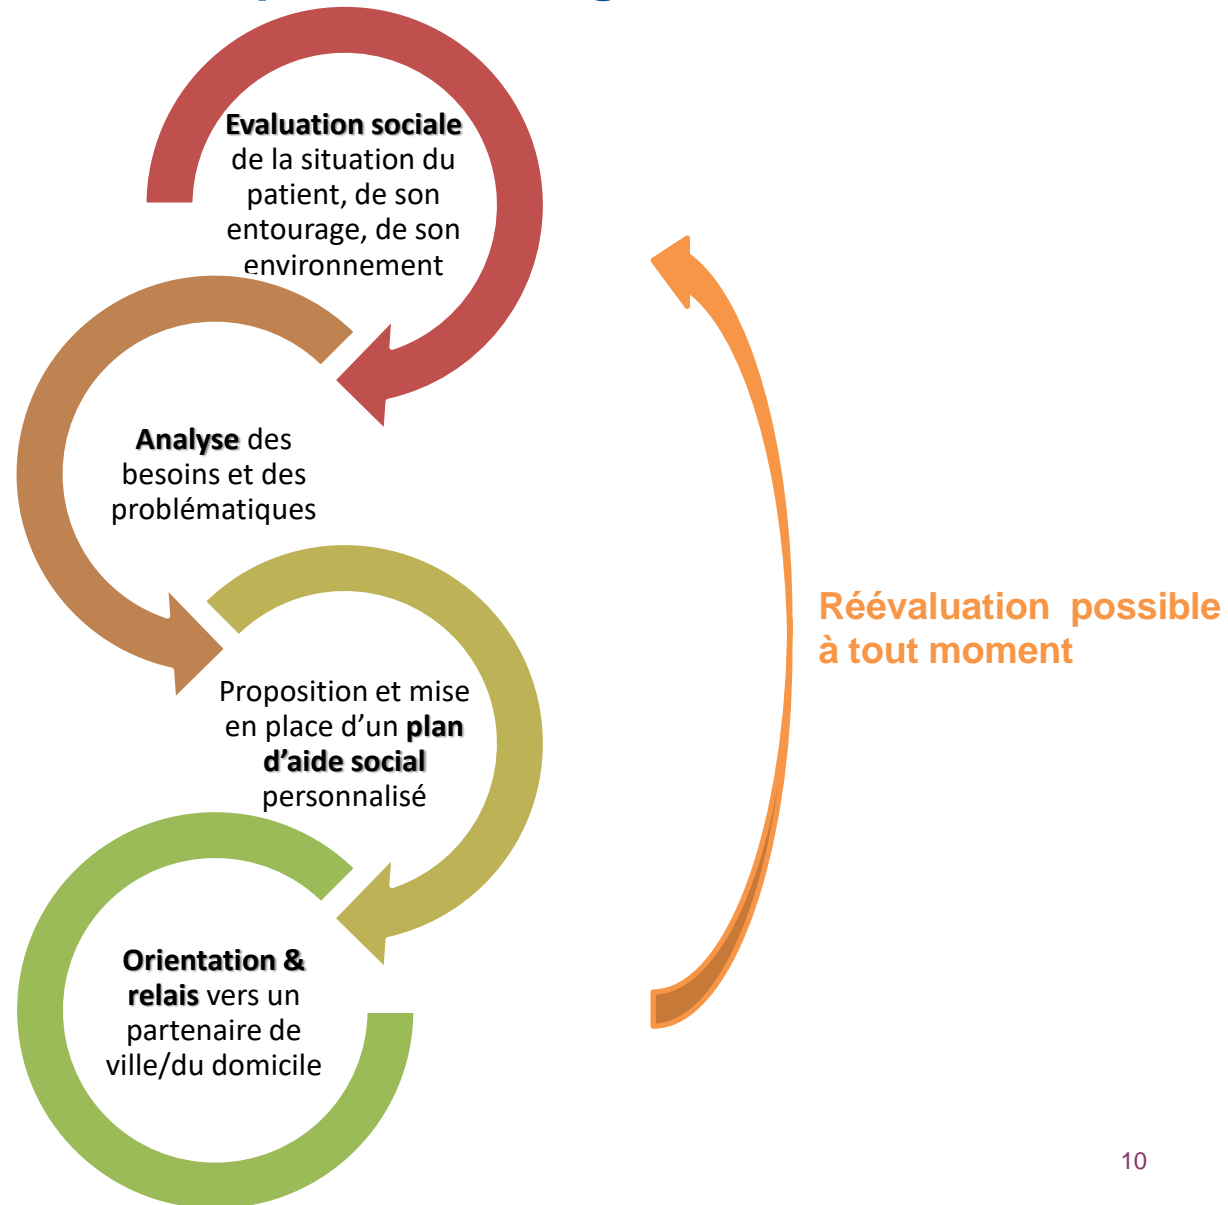 Evaluation sociale
de la situation du
patient, de son
entourage, de son
environnement
Analyse des
besoins et des
problématiques
Proposition et mise
en place d’un plan
d’aide social
personnalisé
Orientation &
relais vers un
partenaire de
ville/du domicile
Réévaluation possible
à tout moment
10